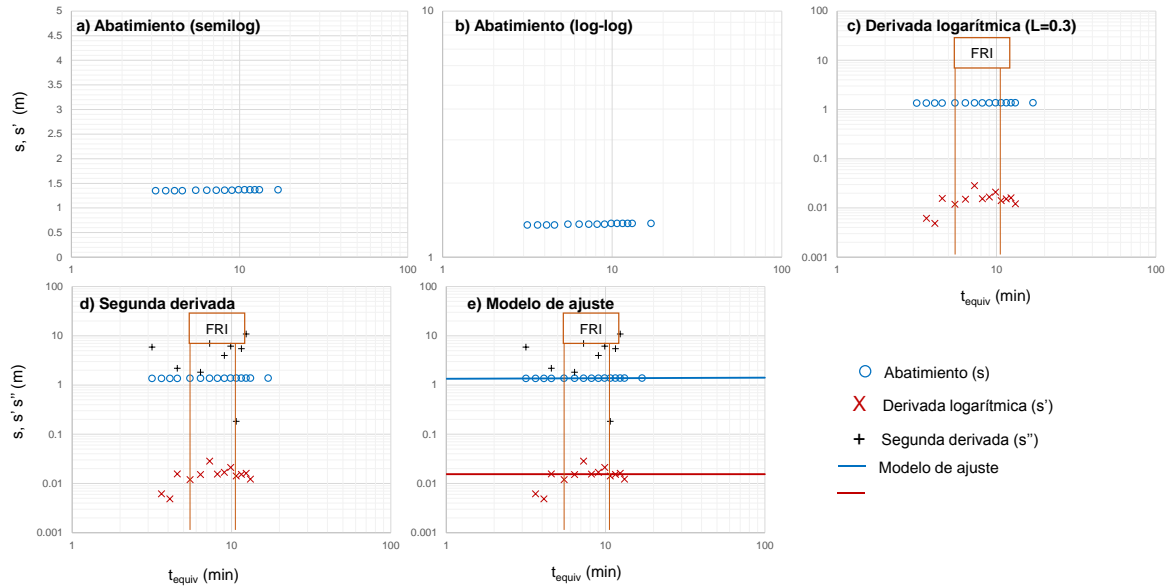 a) Abatimiento (semilog)
s, s' (m)
5
4.5
4
3.5
3
2.5
2
1.5
1
0.5
0
1 10 100
b) Abatimiento (log-log)
10
1
1 10 100
c) Derivada logarítmica (L=0.3)
FRI
100
10
1
0.1
0.01
0.001
1 10 100
tequiv (min)
d) Segunda derivada
FRI
s, s' s'' (m)
100
10
1
0.1
0.01
0.001
1 10 100
tequiv (min)
e) Modelo de ajuste
FRI
100
10
1
0.1
0.01
0.001
1 10 100
tequiv (min)
Abatimiento (s)
Derivada logarítmica (s')
Segunda derivada (s'')
Modelo de ajuste